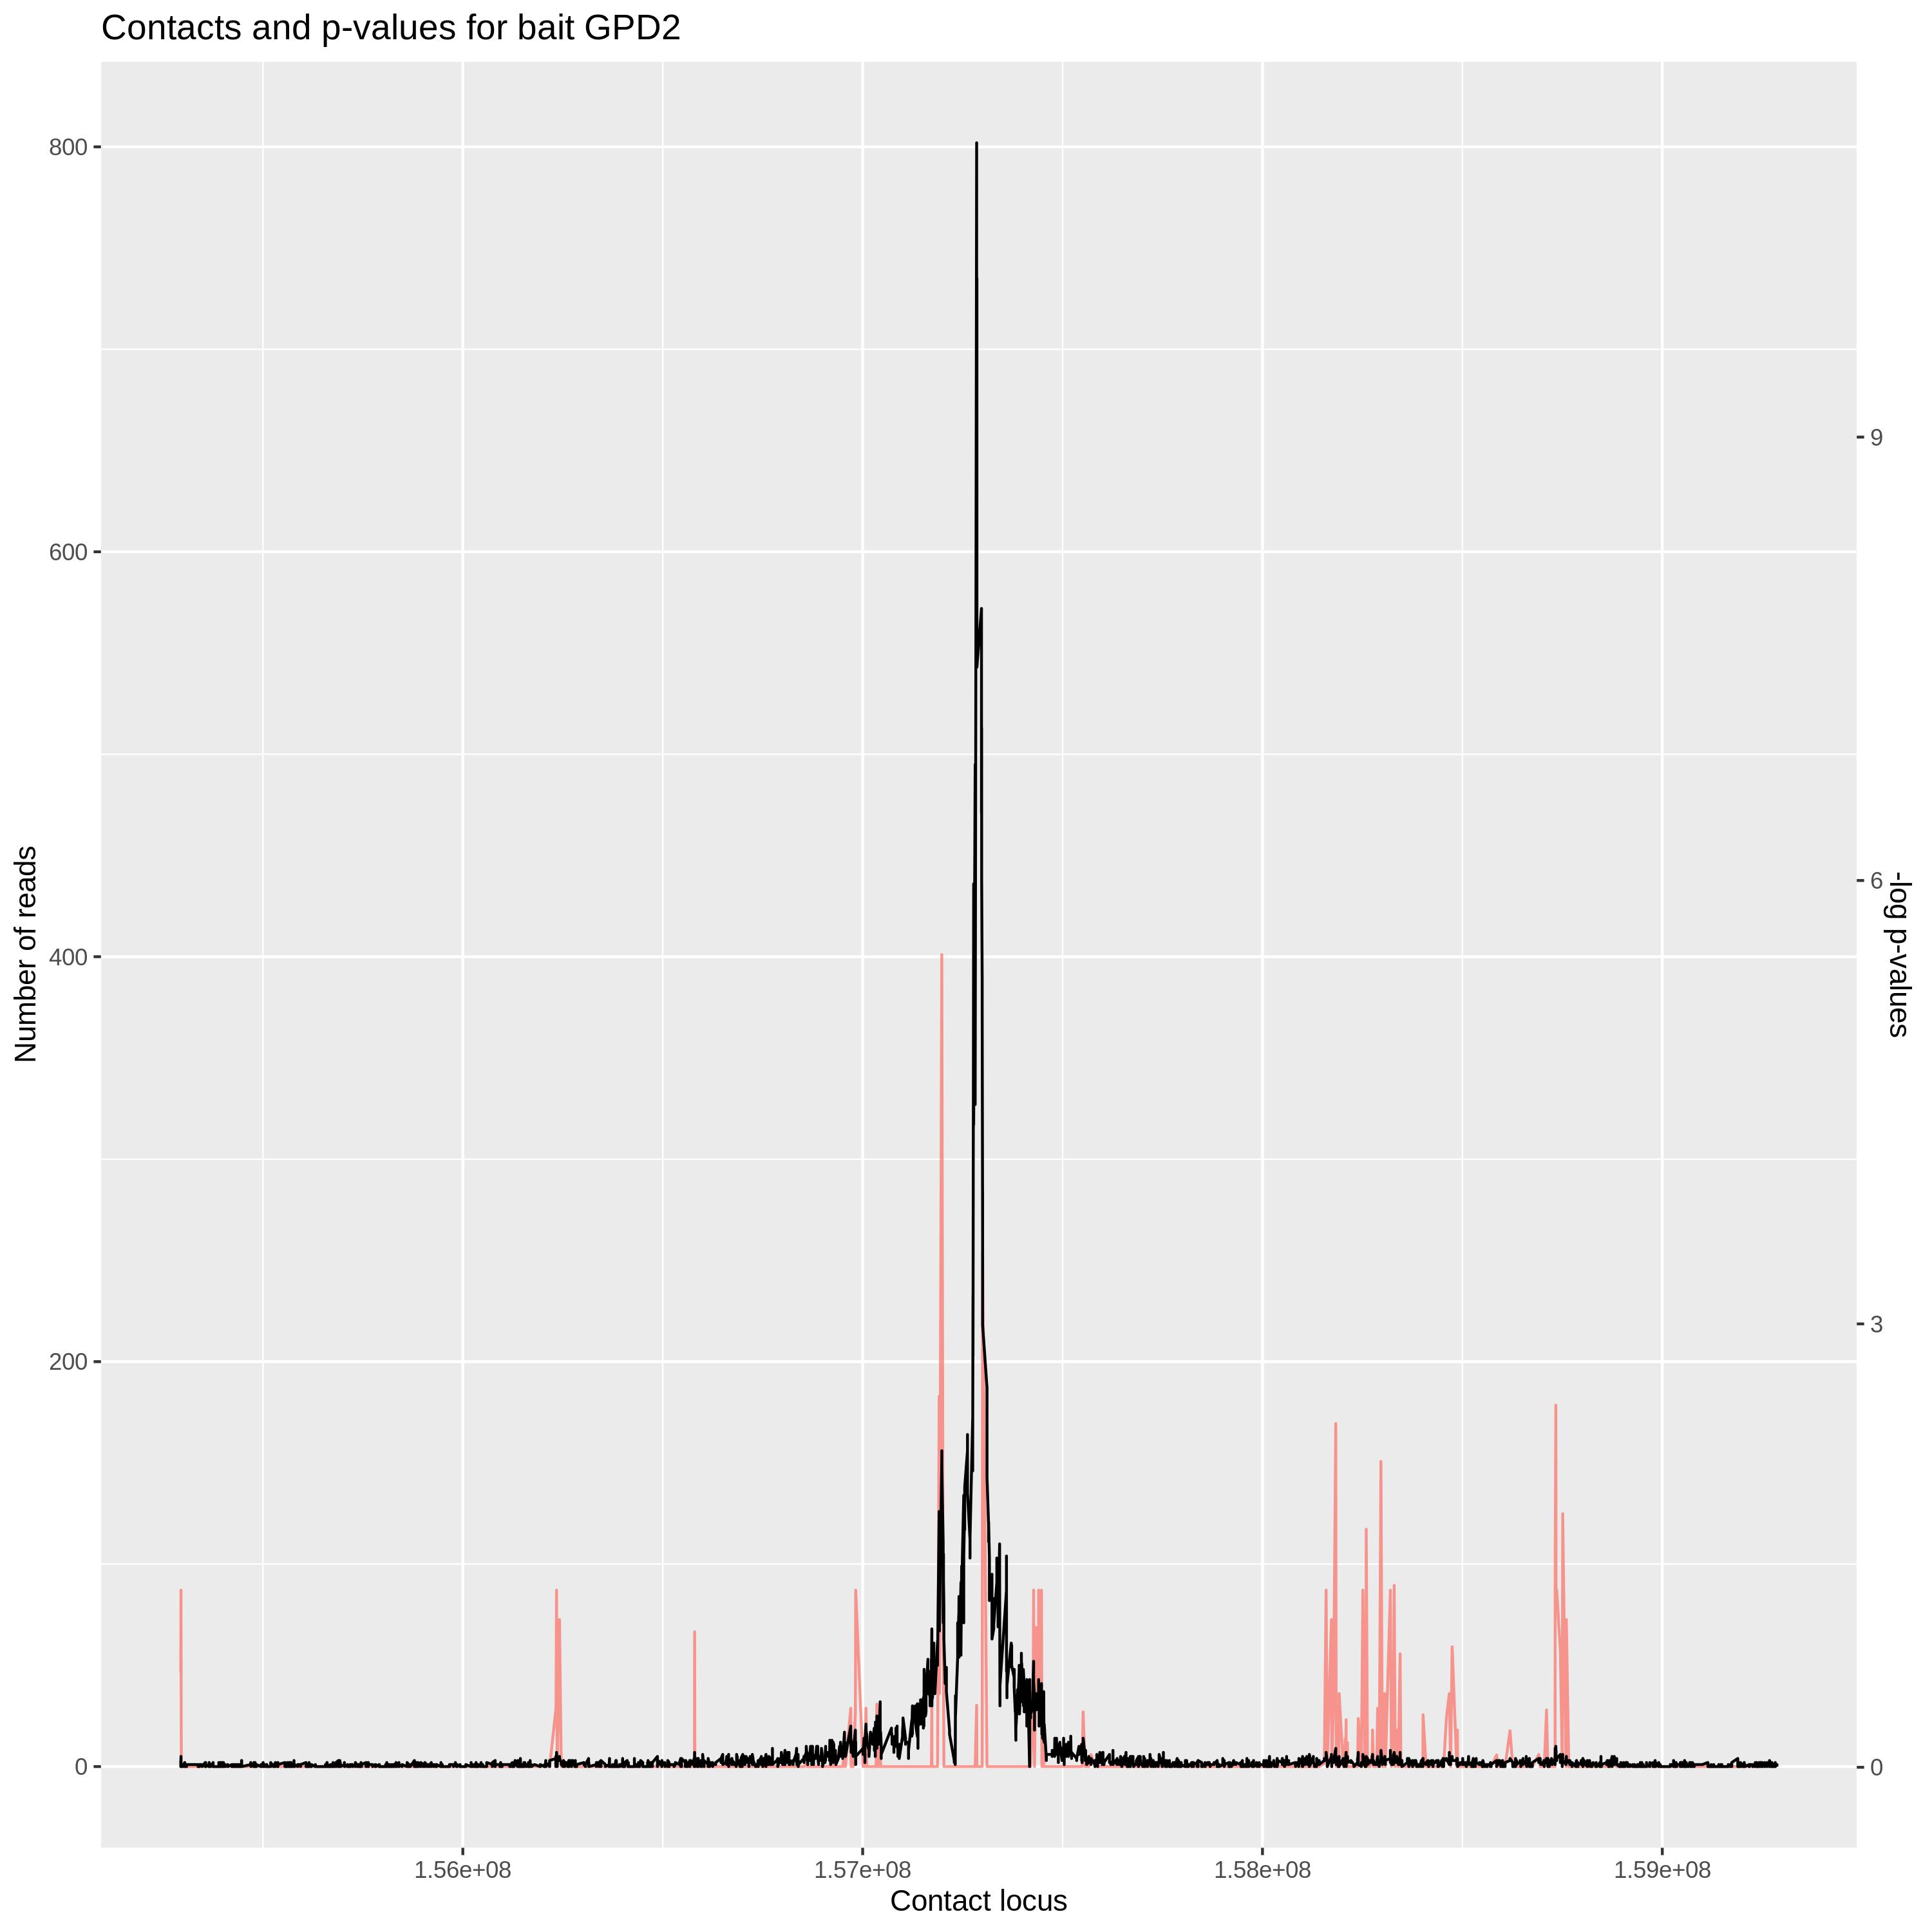 Contacts and p-values for bait GPD2
800
600
400
200
0
Number of reads
9
6
3
0
-log p-values
1.56e+08
1.57e+08
1.58e+08
1.59e+08
Contact locus